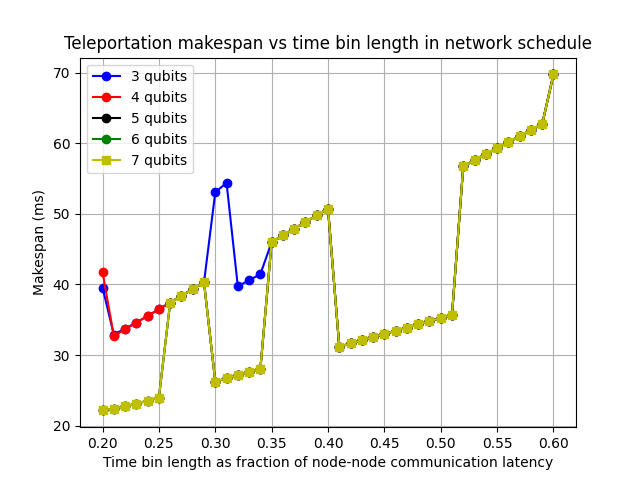 Teleportation makespan vs time bin length in network schedule
Makespan (ms)
70
60
50
40
30
20
3 qubits
4 qubits
5 qubits
6 qubits
7 qubits
0.20 0.25 0.30 0.35 0.40 0.45 0.50 0.55 0.60
Time bin length as fraction of node-node communication latency